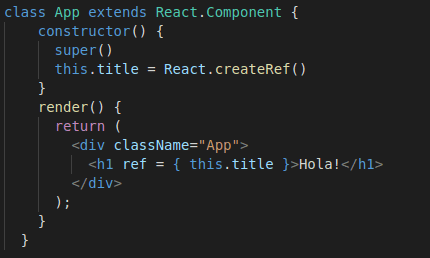 class App extends React.Component {
    constructor() {
      super()
      this.title = React.createRef()
    }
    render() {
      return (
        <div className="App">
          <h1 ref = { this.title }>Hola!</h1>
        </div>
      );
    }
  }